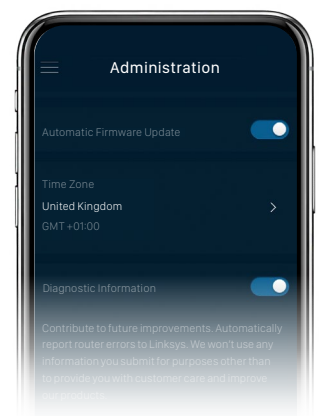 Administration
Automatic Firmware Update
Time Zone
United Kingdom
GMT +01:00
Diagnostic Information
Contribute to future improvements. Automatically
report router errors to Linksys. We won't use any
information you submit for purposes other than
to provide you with customer care and improve
our products.